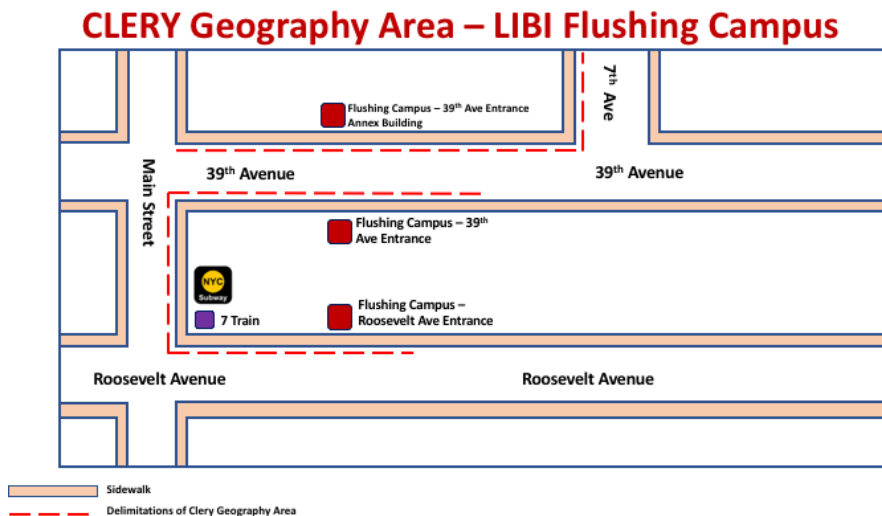 CLERY Geography Area – LIBI Flushing Campus
7th Ave
Flushing Campus – 39th Ave Entrance
Annex Building
Main Street
39th Avenue
39th Avenue
Flushing Campus – 39th
Ave Entrance
NYC
Subway
7 Train
Flushing Campus –
Roosevelt Ave Entrance
Roosevelt Avenue
Roosevelt Avenue
Sidewalk
Delimitations of Clery Geography Area